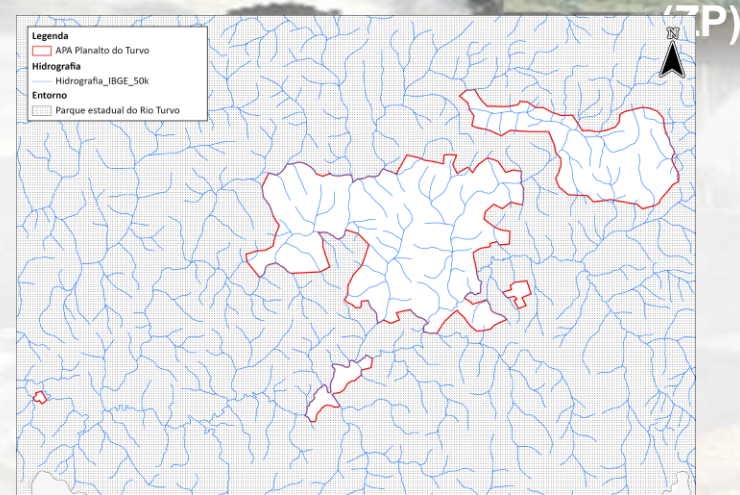 (ZP)
Legenda
APA Planalto do Turvo
Hidrografia
Hidrografia_IBGE_50k
Entorno
Parque estadual do Rio Turvo
N